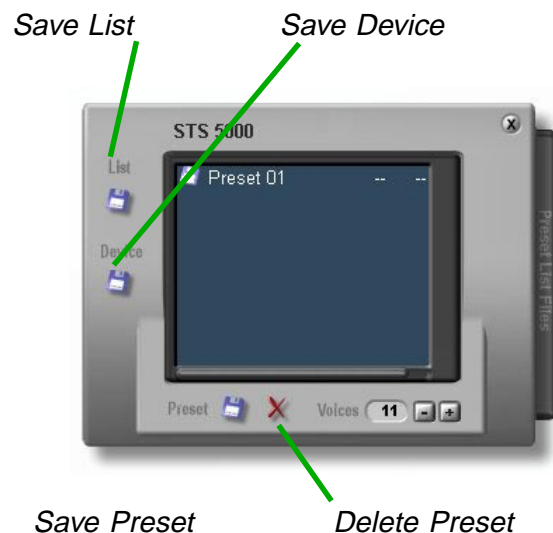 Save List Save Device
STS 5000 X
List
Preset 01 -- --
Device
Preset List Files
Preset Voices 11 - +
Save Preset Delete Preset